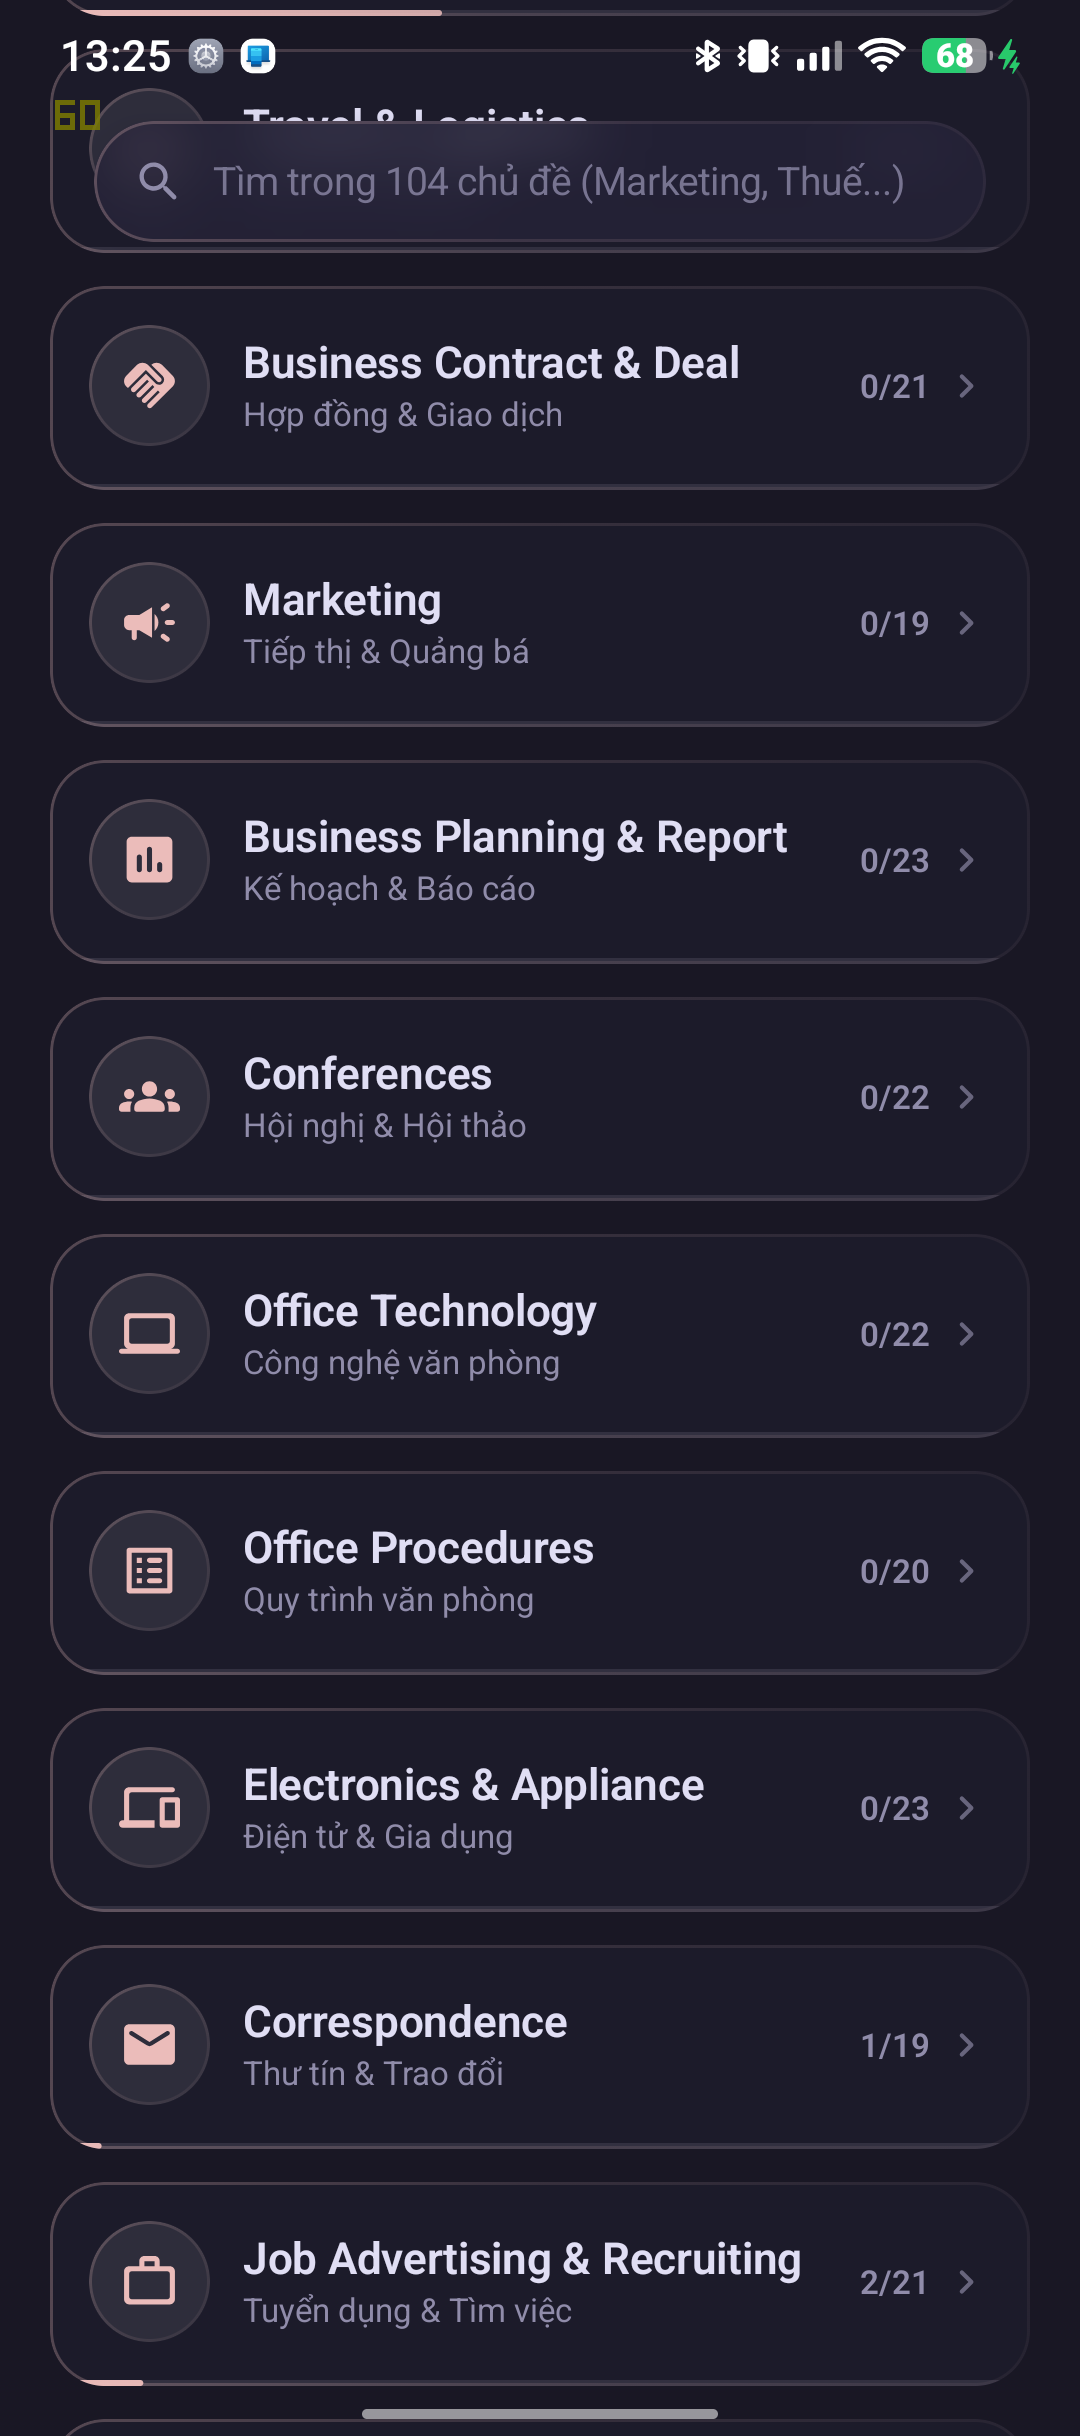 13:25
68
60
Travel & Logistics
Tìm trong 104 chủ đề (Marketing, Thuế...)
Business Contract & Deal
Hợp đồng & Giao dịch
0/21
Marketing
Tiếp thị & Quảng bá
0/19
Business Planning & Report
Kế hoạch & Báo cáo
0/23
Conferences
Hội nghị & Hội thảo
0/22
Office Technology
Công nghệ văn phòng
0/22
Office Procedures
Quy trình văn phòng
0/20
Electronics & Appliance
Điện tử & Gia dụng
0/23
Correspondence
Thư tín & Trao đổi
1/19
Job Advertising & Recruiting
Tuyển dụng & Tìm việc
2/21